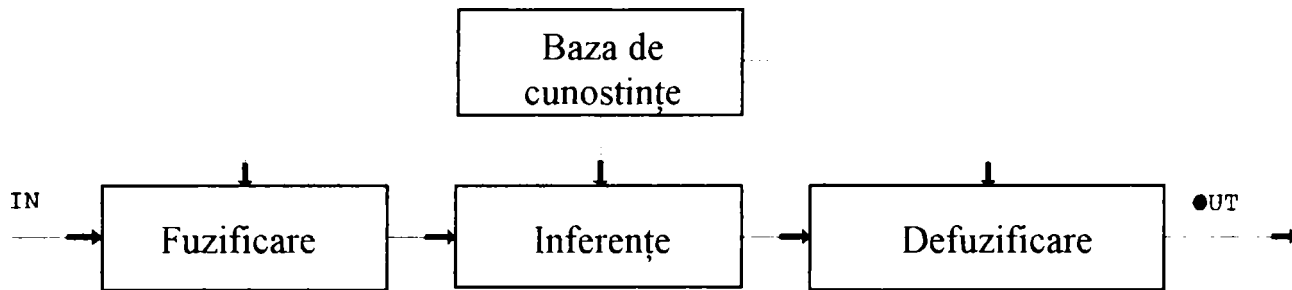 Baza de
cunostințe
IN
Fuzificare
Inferențe
Defuzificare
●UT